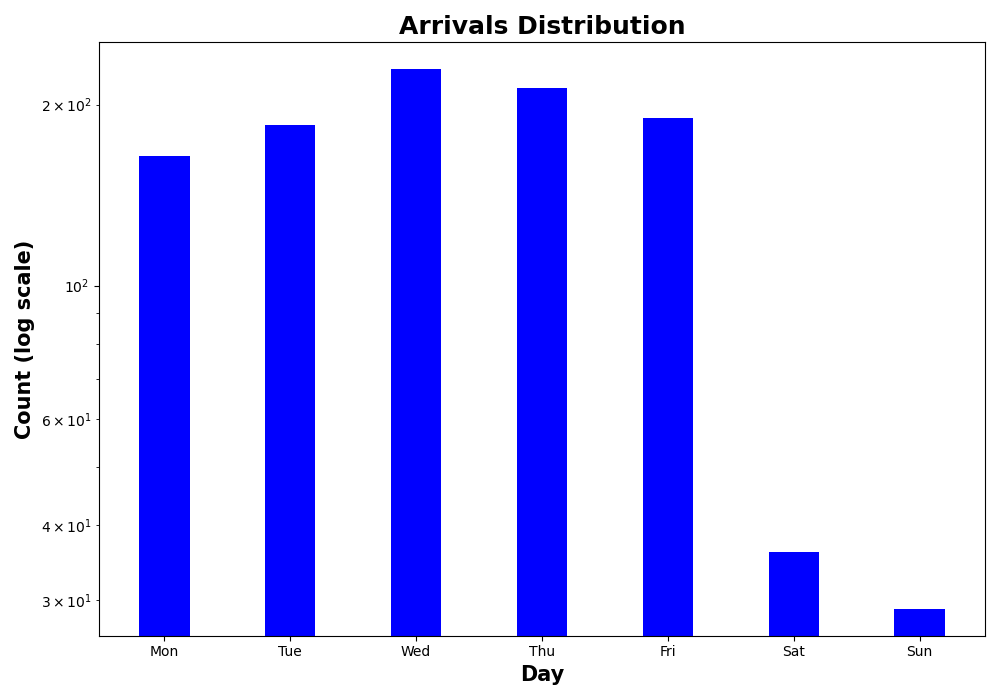 Arrivals Distribution
Count (log scale)
2 × 10²
10²
6 × 10¹
4 × 10¹
3 × 10¹
Mon Tue Wed Thu Fri Sat Sun
Day